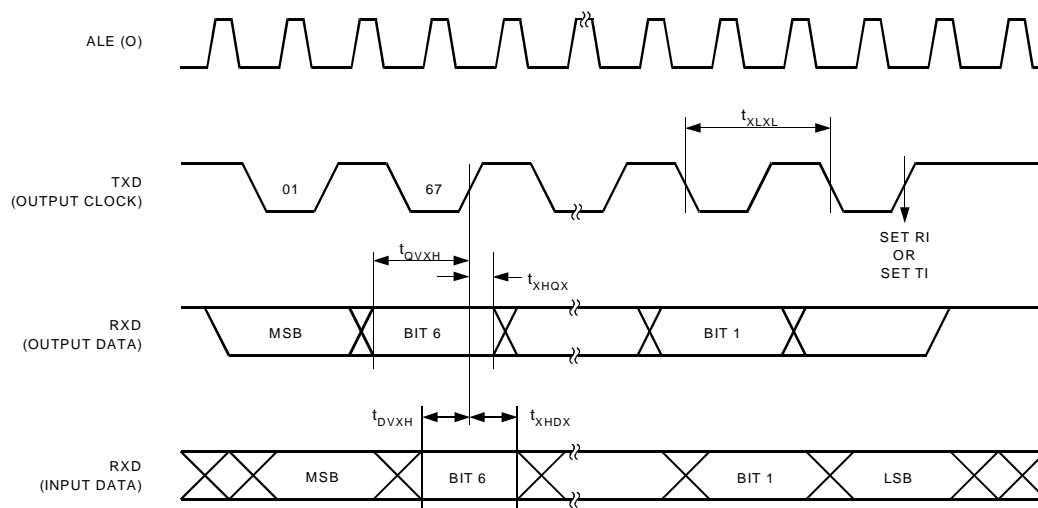 ALE (O)
tXLXL
TXD
(OUTPUT CLOCK)
01
67
SET RI
OR
SET TI
tQVXH
tXHQX
RXD
(OUTPUT DATA)
MSB
BIT 6
BIT 1
tDVXH
tXHDX
RXD
(INPUT DATA)
MSB
BIT 6
BIT 1
LSB